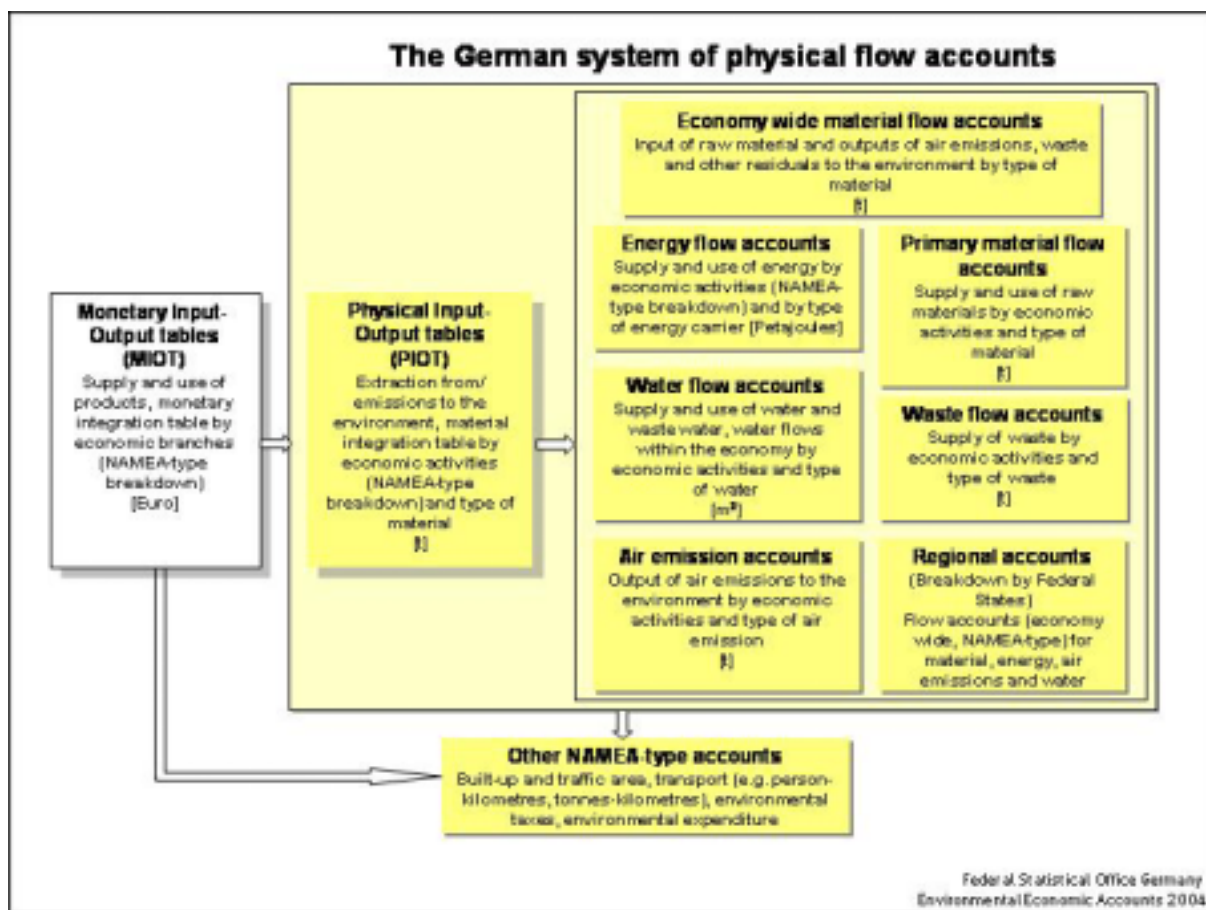 The German system of physical flow accounts
Economy wide material flow accounts
Input of raw material and outputs of air emissions, waste
and other residuals to the environment by type of
material
[t]
Energy flow accounts
Supply and use of energy by
economic activities (NAMEA-
type breakdown) and by type
of energy carrier [Petajoules]
Primary material flow
accounts
Supply and use of raw
materials by economic
activities and type of
material
[t]
Monetary Input-
Output tables
(MIOT)
Supply and use of
products, monetary
integration table by
economic branches
(NAMEA-type
breakdown)
[Euro]
Physical Input-
Output tables
(PIOT)
Extraction from/
emissions to the
environment, material
integration table by
economic activities
(NAMEA-type
breakdown) and type of
material
[t]
Water flow accounts
Supply and use of water and
waste water, water flows
within the economy by
economic activities and type
of water
[m³]
Waste flow accounts
Supply of waste by
economic activities and
type of waste
[t]
Air emission accounts
Output of air emissions to the
environment by economic
activities and type of air
emission
[t]
Regional accounts
(Breakdown by Federal
States)
Flow accounts (economy
wide, NAMEA-type) for
material, energy, air
emissions and water
Other NAMEA-type accounts
Built-up and traffic area, transport (e.g. person-
kilometres, tonnes-kilometres), environmental
taxes, environmental expenditure
Federal Statistical Office Germany
Environmental Economic Accounts 2004